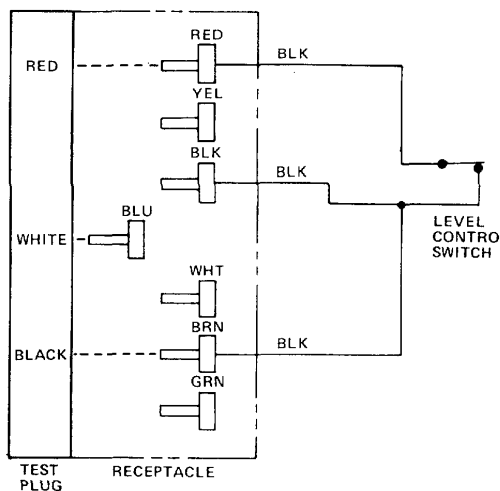 RED
BLK
RED
YEL
BLK
BLK
BLU
WHITE
LEVEL
CONTRO
SWITCH
WHT
BRN
BLK
BLACK
GRN
TEST
PLUG
RECEPTACLE